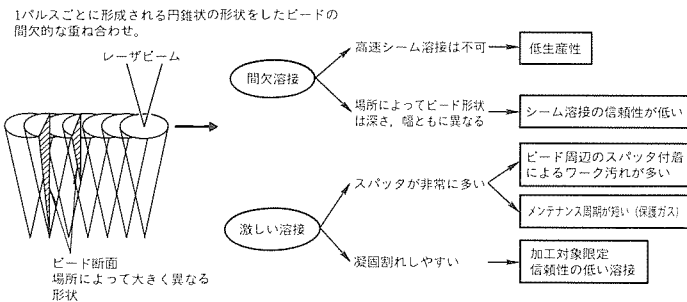 1パルスごとに形成される円錐状の形状をしたビードの
間欠的な重ね合わせ。
レーザビーム
ビード断面
場所によって大きく異なる
形状
間欠溶接
高速シーム溶接は不可
低生産性
場所によってビード形状
は深さ，幅ともに異なる
シーム溶接の信頼性が低い
激しい溶接
スパッタが非常に多い
ビード周辺のスパッタ付着
によるワーク汚れが多い
メンテナンス周期が短い（保護ガス）
凝固割れしやすい
加工対象限定
信頼性の低い溶接